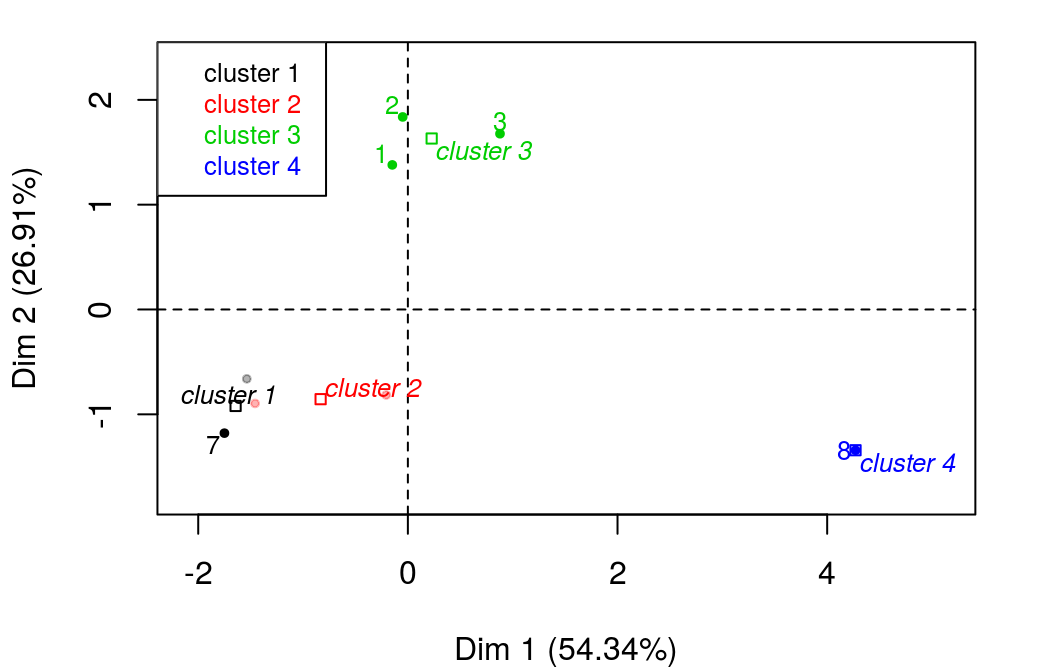 cluster 1
cluster 2
cluster 3
cluster 4
2
3
1
cluster 3
cluster 1
cluster 2
7
8
cluster 4
2
1
0
-1
Dim 2 (26.91%)
-2
0
2
4
Dim 1 (54.34%)